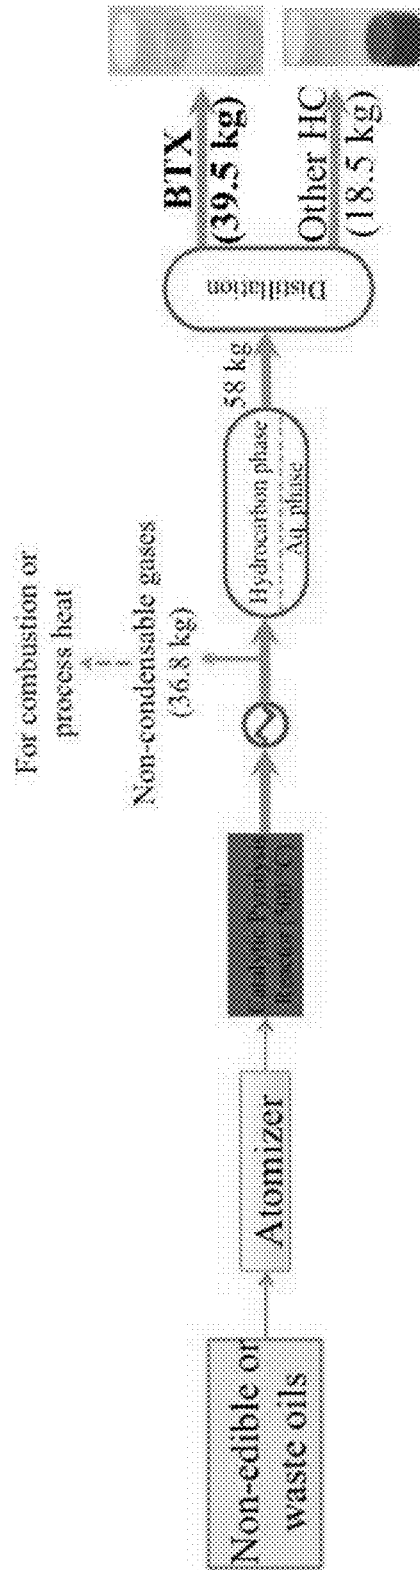 Non-edible or
waste oils
Atomizer
For combustion or
process heat
Non-condensable gases
(36.8 kg)
Hydrocarbon phase
Aq. phase
58 kg
Distillation
BTX
(39.5 kg)
Other HC
(18.5 kg)